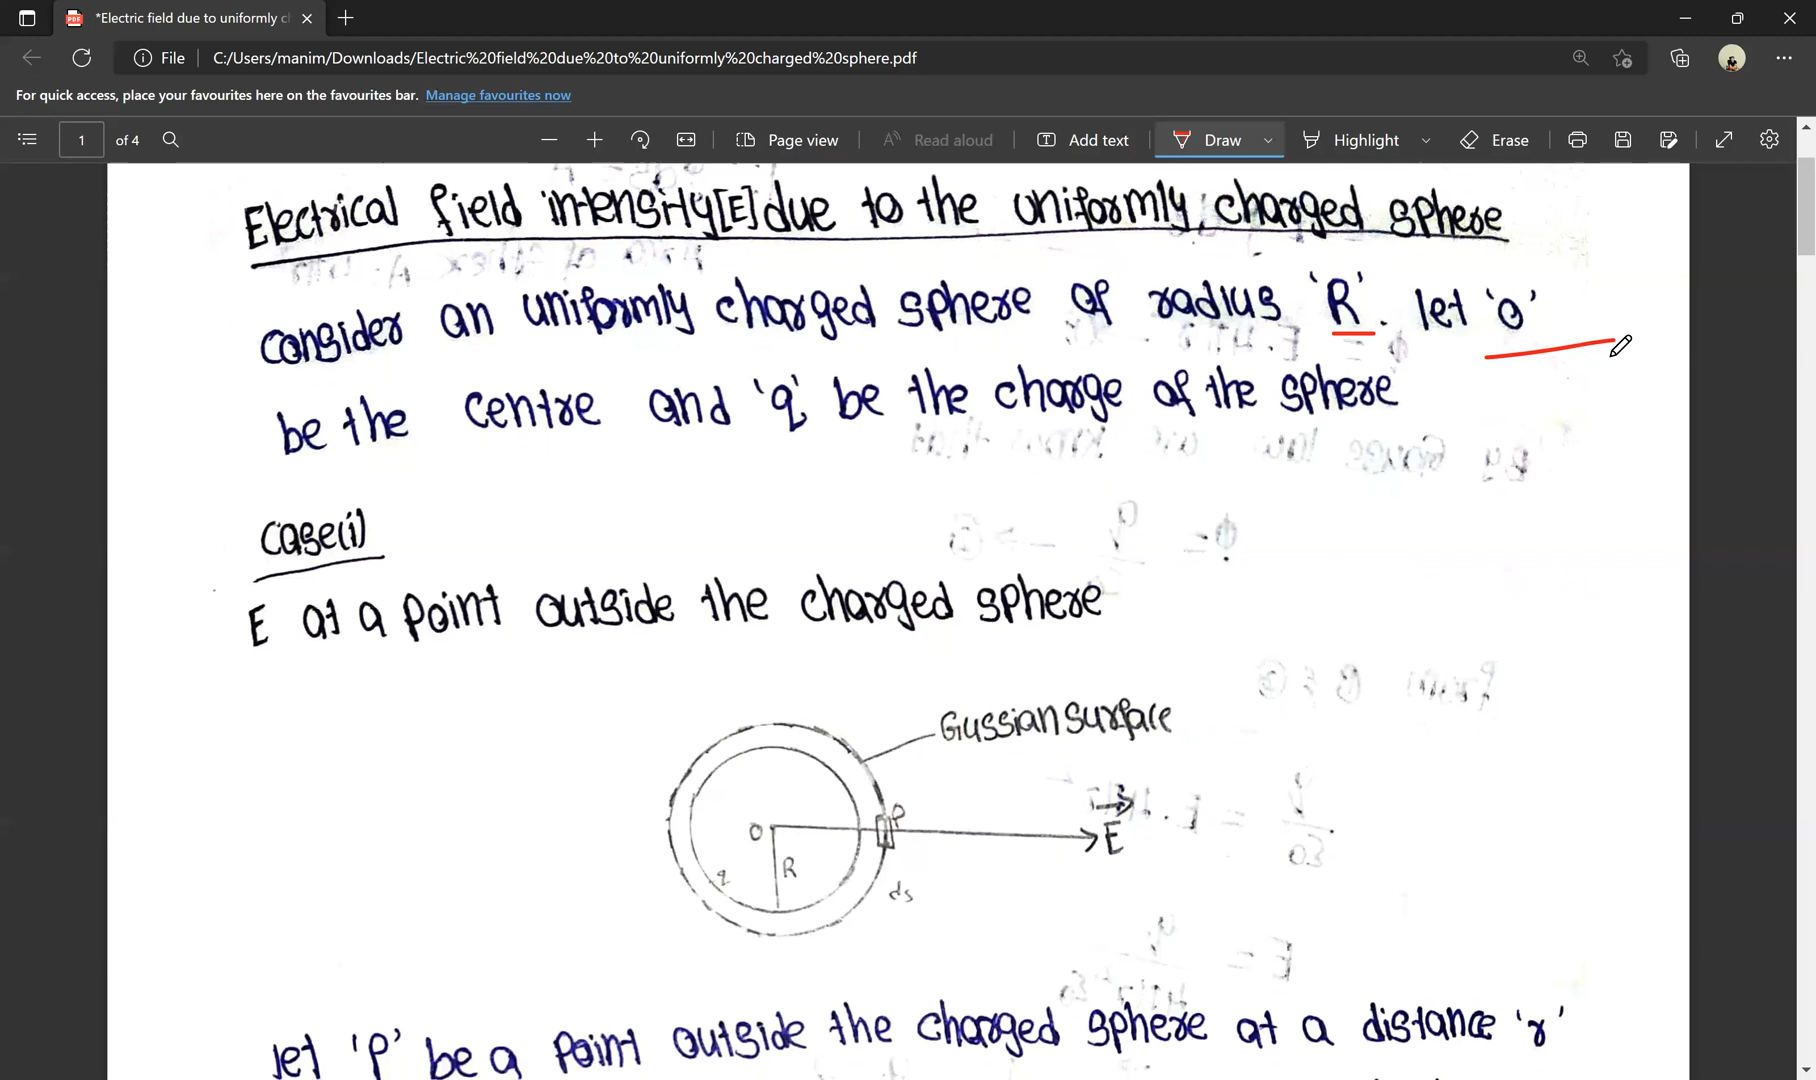 *Electric field due to uniformly c
File C:/Users/manim/Downloads/Electric%20field%20due%20to%20uniformly%20charged%20sphere.pdf
For quick access, place your favourites here on the favourites bar. Manage favourites now
1 of 4 Page view Read aloud Add text Draw Highlight Erase
Electrical field intensity[E] due to the uniformly charged sphere
consider an uniformly charged sphere of radius 'R'. let 'o'
be the centre and 'q' be the charge of the sphere
Case(i)
E at a point outside the charged sphere
Gussian surface
P
O
E
R
q
ds
let 'P' be a point outside the charged sphere at a distance 'r'